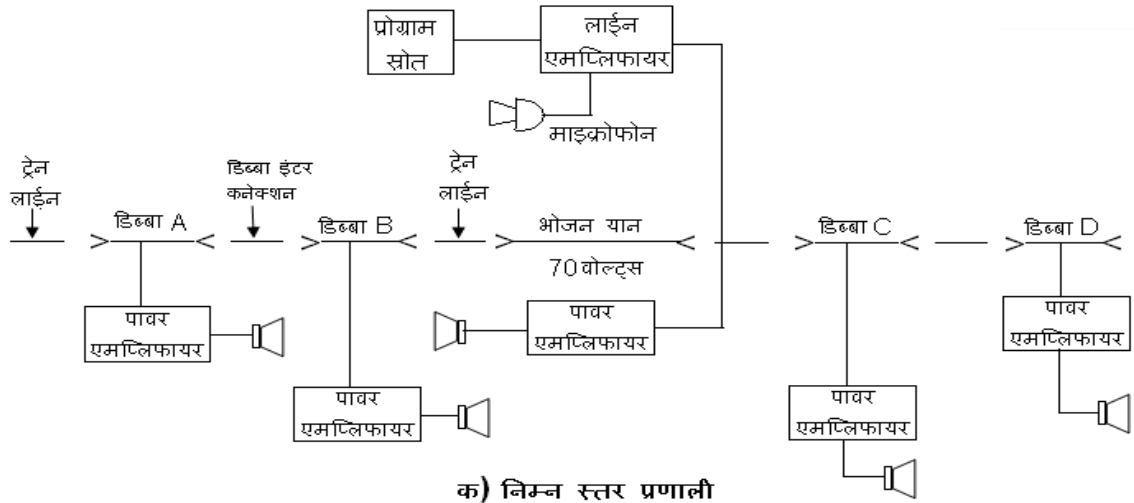 प्रोग्राम
स्रोत
लाईन
एमप्लिफायर
माइक्रोफोन
ट्रेन
लाईन
डिब्बा इंटर
कनेक्शन
ट्रेन
लाईन
डिब्बा A
डिब्बा B
भोजन यान
डिब्बा C
डिब्बा D
70 वोल्ट्स
पावर
एमप्लिफायर
पावर
एमप्लिफायर
पावर
एमप्लिफायर
पावर
एमप्लिफायर
पावर
एमप्लिफायर
क) निम्न स्तर प्रणाली